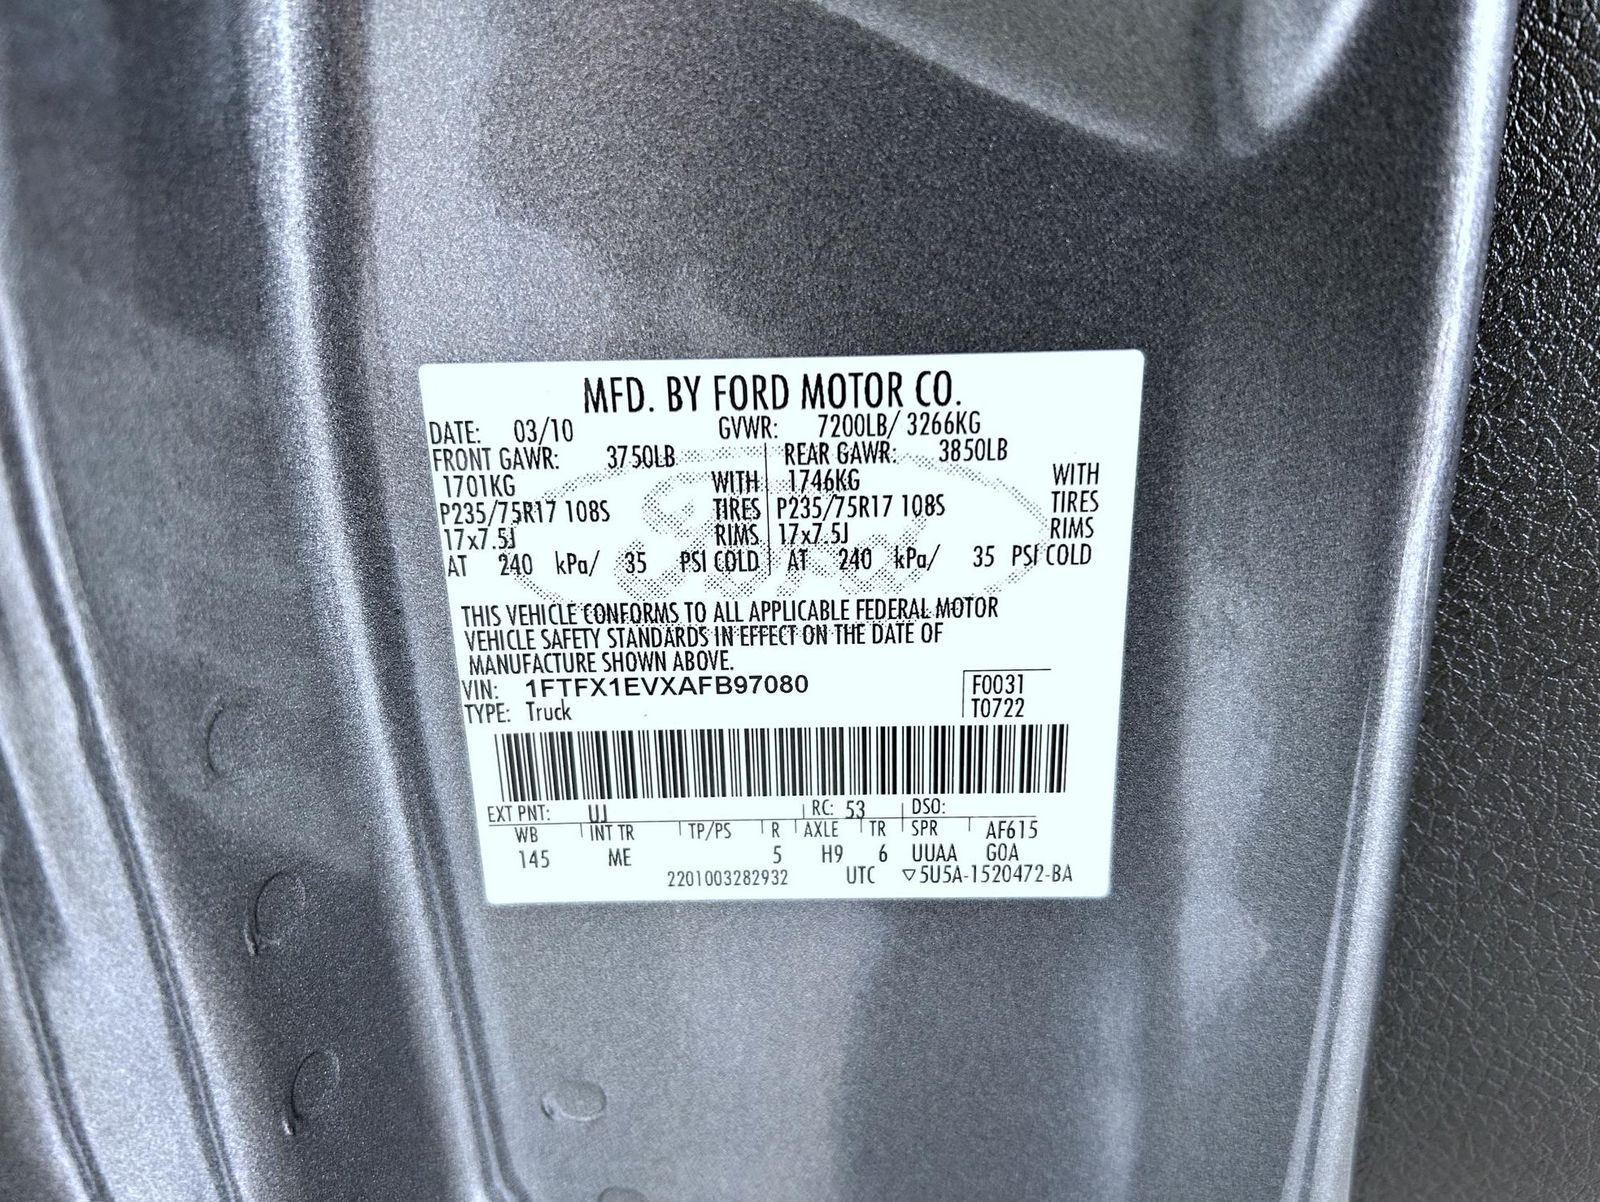 MFD. BY FORD MOTOR CO.
DATE: 03/10 GVWR: 7200LB/ 3266KG
FRONT GAWR: 3750LB REAR GAWR: 3850LB
1701KG WITH 1746KG WITH
P235/75R17 108S TIRES P235/75R17 108S TIRES
17x7.5J RIMS 17x7.5J RIMS
AT 240 kPa/ 35 PSI COLD AT 240 kPa/ 35 PSI COLD
Ford
THIS VEHICLE CONFORMS TO ALL APPLICABLE FEDERAL MOTOR
VEHICLE SAFETY STANDARDS IN EFFECT ON THE DATE OF
MANUFACTURE SHOWN ABOVE.
VIN: 1FTFX1EVXAFB97080 F0031
TYPE: Truck T0722
EXT PNT: UJ RC: 53 DSO:
WB INT TR TP/PS R AXLE TR SPR AF615
145 ME 5 H9 6 UUAA GOA
2201003282932 UTC ▽5U5A-1520472-BA